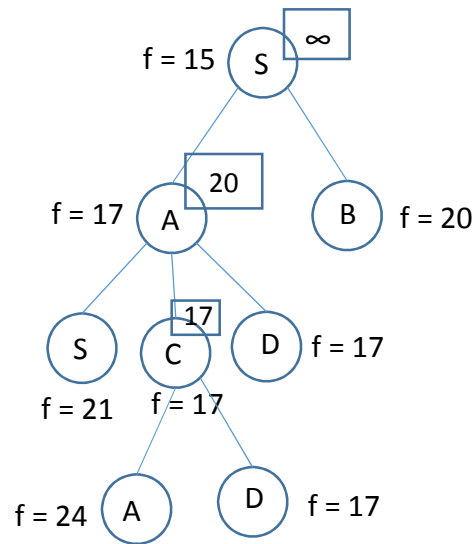 ∞
f = 15
S
20
f = 17
A
B
f = 20
17
S
C
D
f = 17
f = 21
f = 17
f = 24
A
D
f = 17